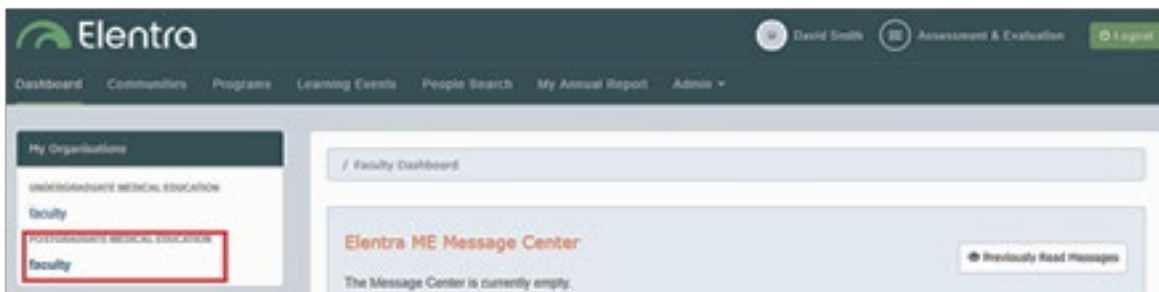 Elentra
David Smith
Assessment & Evaluation
Logout
Dashboard Communities Programs Learning Events People Search My Annual Report Admin
My Organisations
UNDERGRADUATE MEDICAL EDUCATION
faculty
POSTGRADUATE MEDICAL EDUCATION
faculty
/ Faculty Dashboard
Elentra ME Message Center
Previously Read Messages
The Message Center is currently empty.